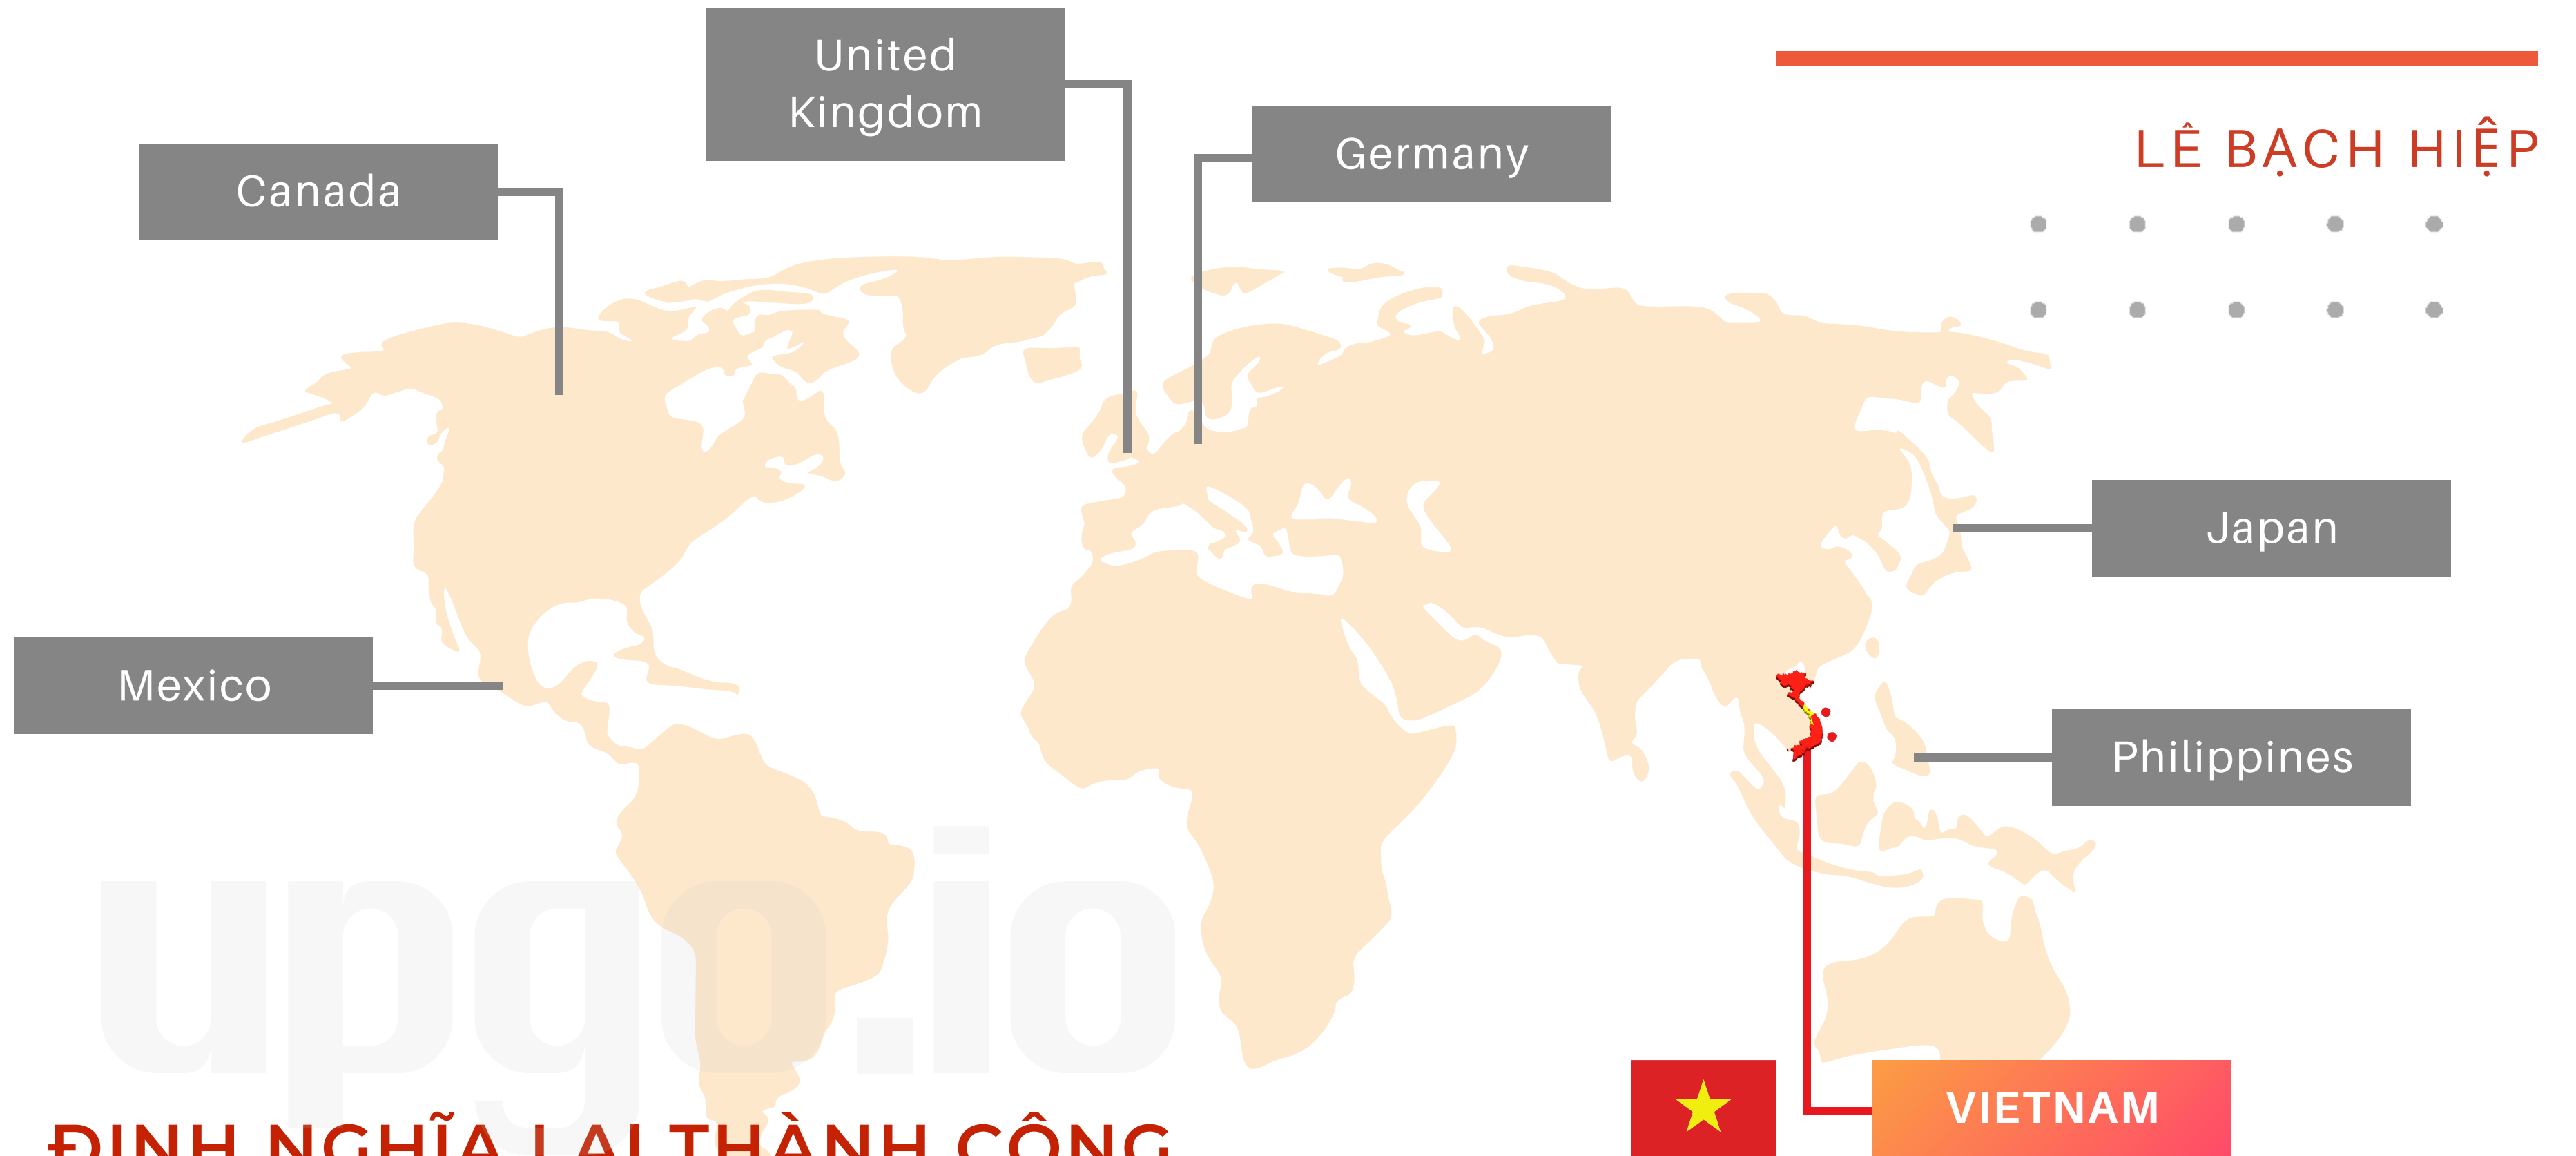 United
Kingdom
Germany
LÊ BẠCH HIỆP
Canada
Japan
Mexico
Philippines
upgo.io
VIETNAM
ĐỊNH NGHĨA LẠI THÀNH CÔNG